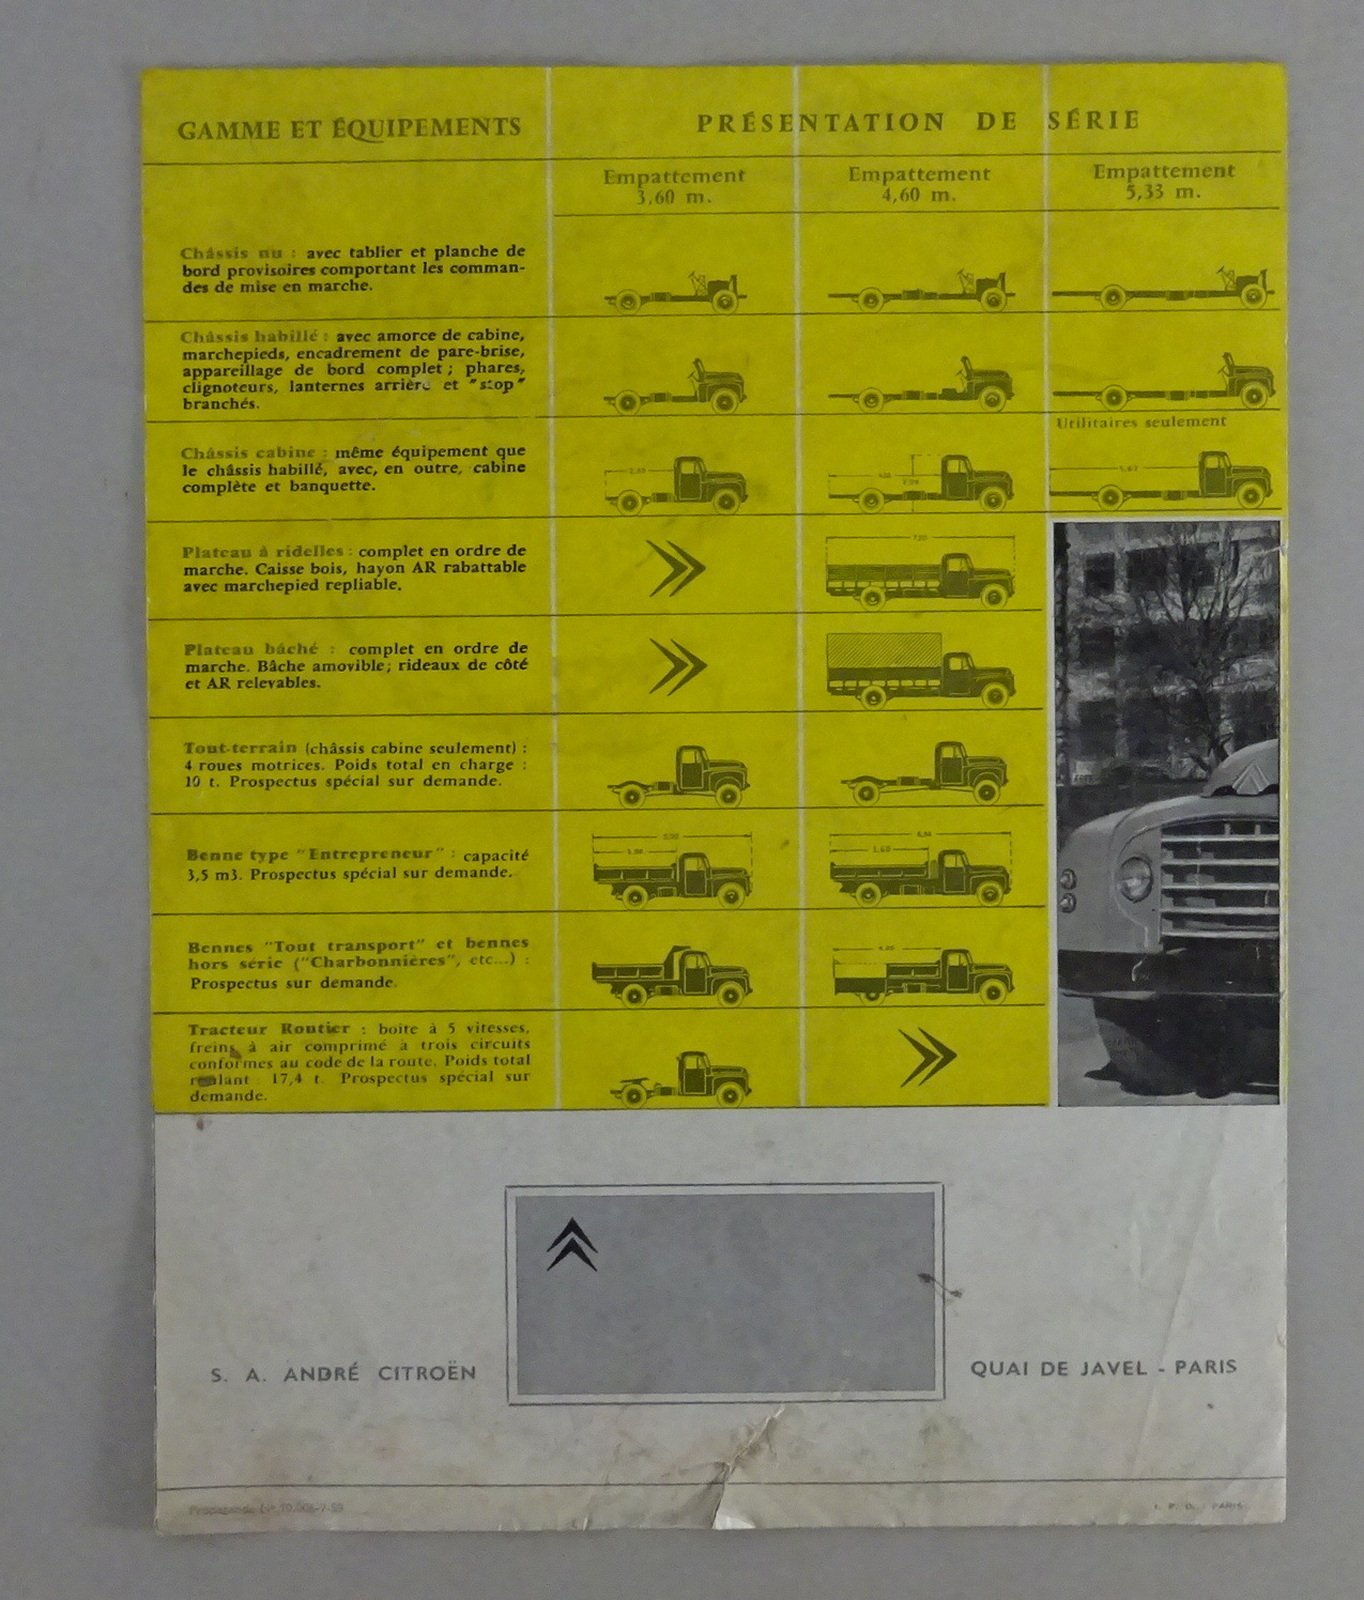 GAMME ET ÉQUIPEMENTS
PRÉSENTATION DE SÉRIE
Empattement
3,60 m.
Empattement
4,60 m.
Empattement
5,33 m.
Châssis nu : avec tablier et planche de
bord provisoires comportant les comman-
des de mise en marche.
Châssis habillé : avec amorce de cabine,
marchepieds, encadrement de pare-brise,
appareillage de bord complet ; phares,
clignoteurs, lanternes arrière et "stop"
branchés.
Utilitaires seulement
Châssis cabine : même équipement que
le châssis habillé, avec, en outre, cabine
complète et banquette.
Plateau à ridelles : complet en ordre de
marche. Caisse bois, hayon AR rabattable
avec marchepied repliable.
Plateau bâché : complet en ordre de
marche. Bâche amovible ; rideaux de côté
et AR relevables.
Tout-terrain (châssis cabine seulement) :
4 roues motrices. Poids total en charge :
10 t. Prospectus spécial sur demande.
Benne type "Entrepreneur" : capacité
3,5 m3. Prospectus spécial sur demande.
Bennes "Tout transport" et bennes
hors série ("Charbonnières", etc...) :
Prospectus sur demande.
Tracteur Routier : boîte à 5 vitesses,
freins à air comprimé à trois circuits
conformes au code de la route. Poids total
roulant : 17,4 t. Prospectus spécial sur
demande.
S. A. ANDRÉ CITROËN
QUAI DE JAVEL - PARIS
Propagande N°
PARIS